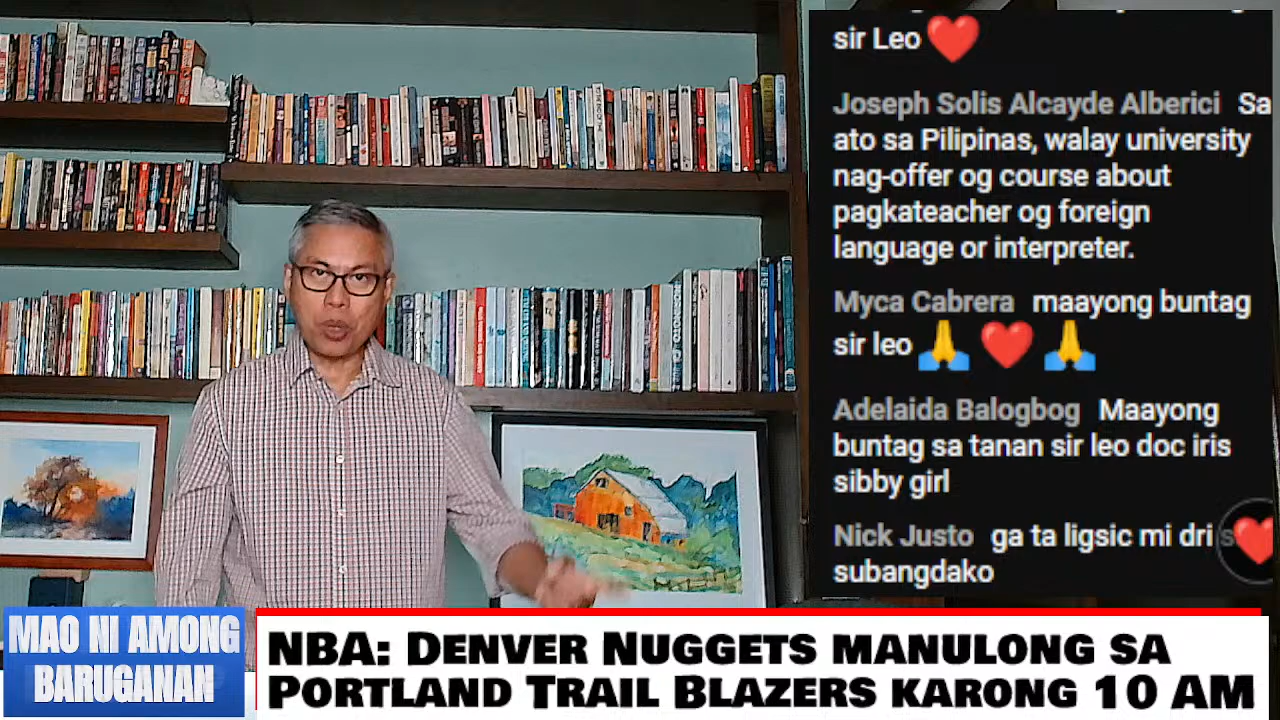 sir Leo ❤️
Joseph Solis Alcayde Alberici Sa
ato sa Pilipinas, walay university
nag-offer og course about
pagkateacher og foreign
language or interpreter.
Myca Cabrera maayong buntag
sir leo 🙏 ❤️ 🙏
Adelaida Balogbog Maayong
buntag sa tanan sir leo doc iris
sibby girl
Nick Justo ga ta ligsic mi dri s
subangdako
MAO NI AMONG
BARUGANAN
NBA: DENVER NUGGETS MANULONG SA
PORTLAND TRAIL BLAZERS KARONG 10 AM